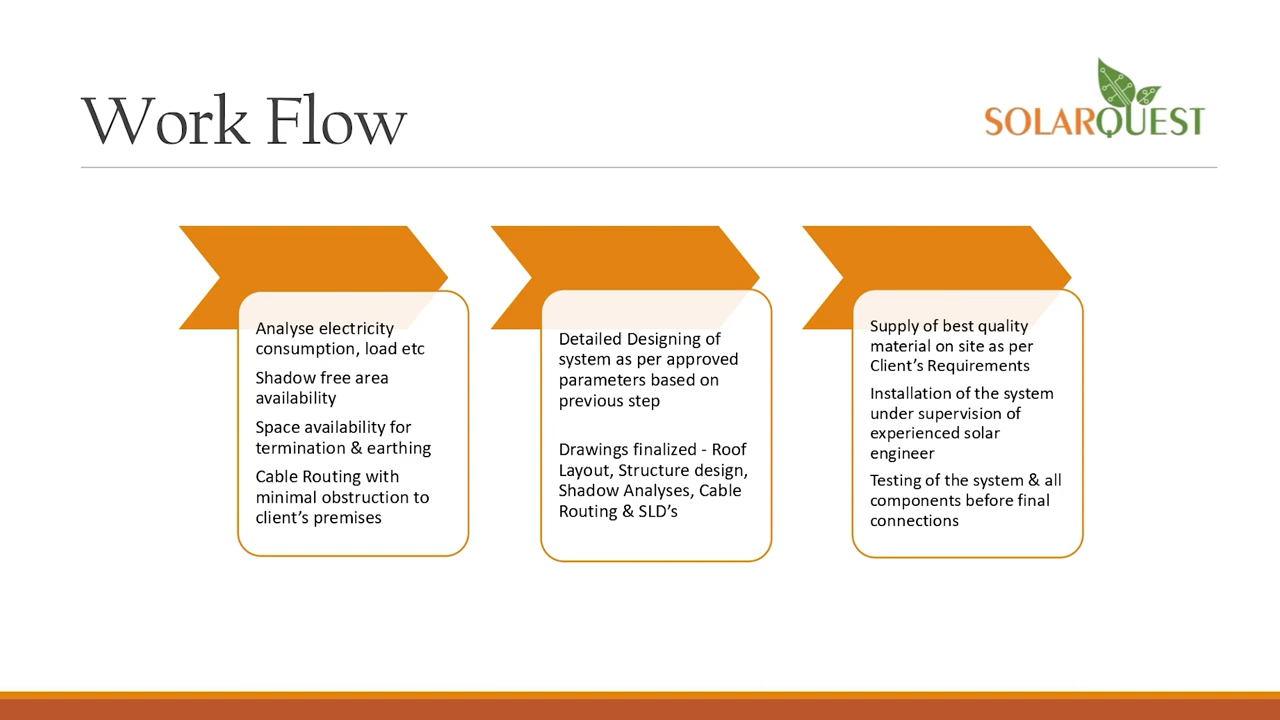 Work Flow
SOLARQUEST
Analyse electricity
consumption, load etc
Shadow free area
availability
Space availability for
termination & earthing
Cable Routing with
minimal obstruction to
client’s premises
Detailed Designing of
system as per approved
parameters based on
previous step
Drawings finalized - Roof
Layout, Structure design,
Shadow Analyses, Cable
Routing & SLD’s
Supply of best quality
material on site as per
Client’s Requirements
Installation of the system
under supervision of
experienced solar
engineer
Testing of the system & all
components before final
connections